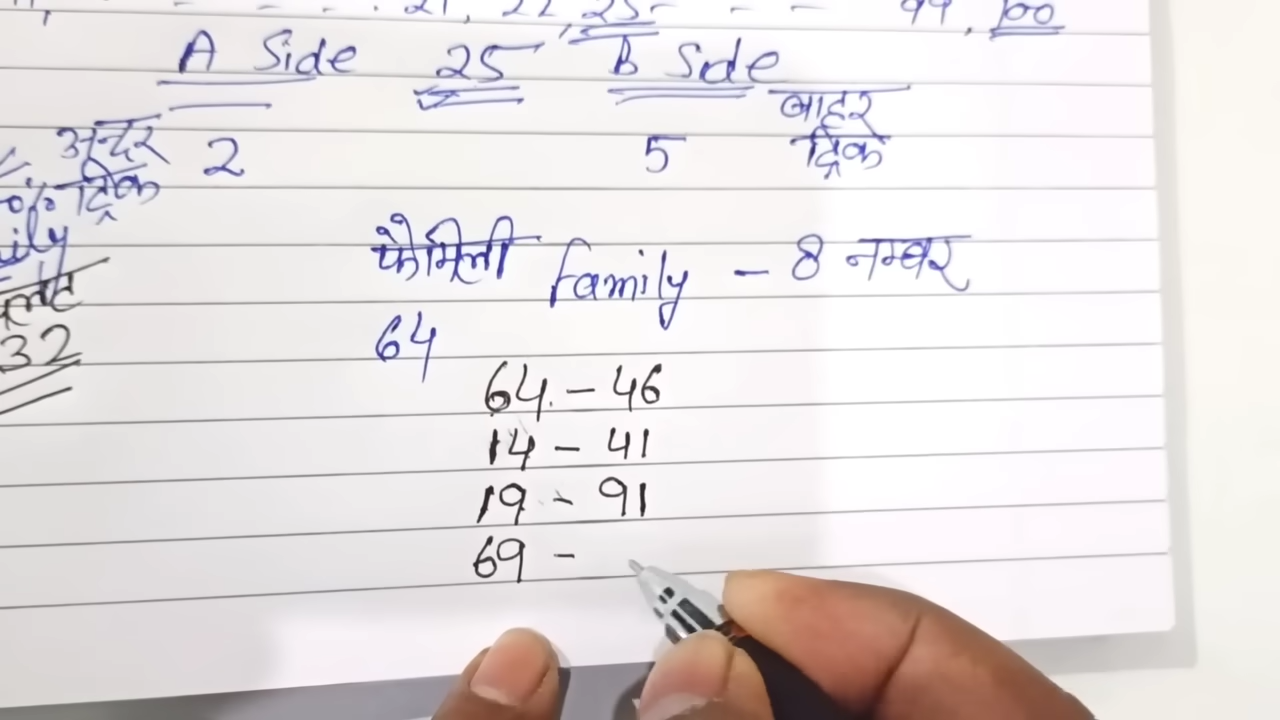 21, 22, 25 - - - 99, 100
A Side 25 B Side
बाहर
अन्दर 2 5 ट्रिक
ट्रिक
फैमिली Family - 8 नम्बर
64
32
64 - 46
14 - 41
19 - 91
69 -